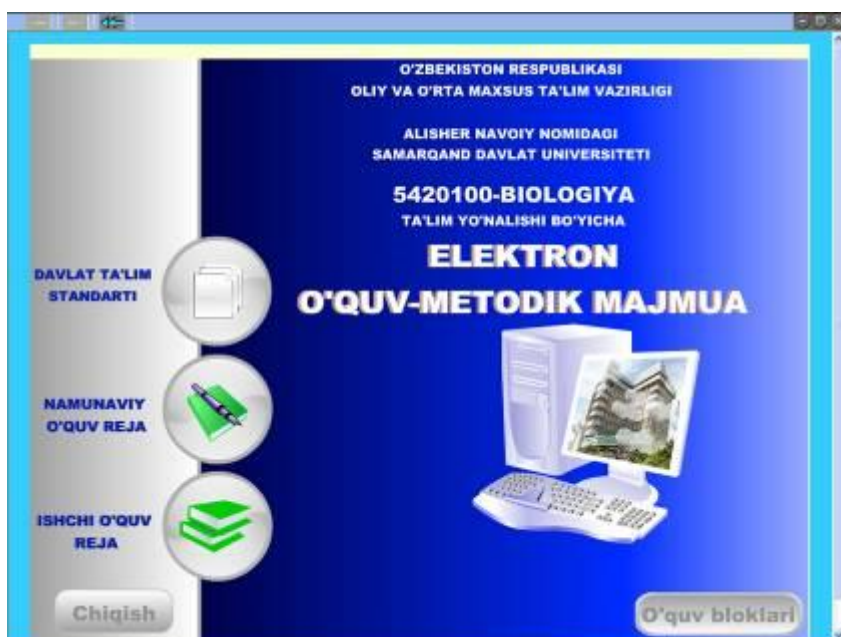 O'ZBEKISTON RESPUBLIKASI
OLIY VA O'RTA MAXSUS TA'LIM VAZIRLIGI
ALISHER NAVOIY NOMIDAGI
SAMARQAND DAVLAT UNIVERSITETI
5420100-BIOLOGIYA
TA'LIM YO'NALISHI BO'YICHA
ELEKTRON
O'QUV-METODIK MAJMUA
DAVLAT TA'LIM
STANDARTI
NAMUNAVIY
O'QUV REJA
ISHCHI O'QUV
REJA
Chiqish
O'quv bloklari